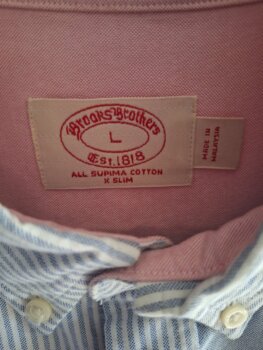 Brooks Brothers
L
Est. 1818
ALL SUPIMA COTTON
X SLIM
MADE IN
MALAYSIA